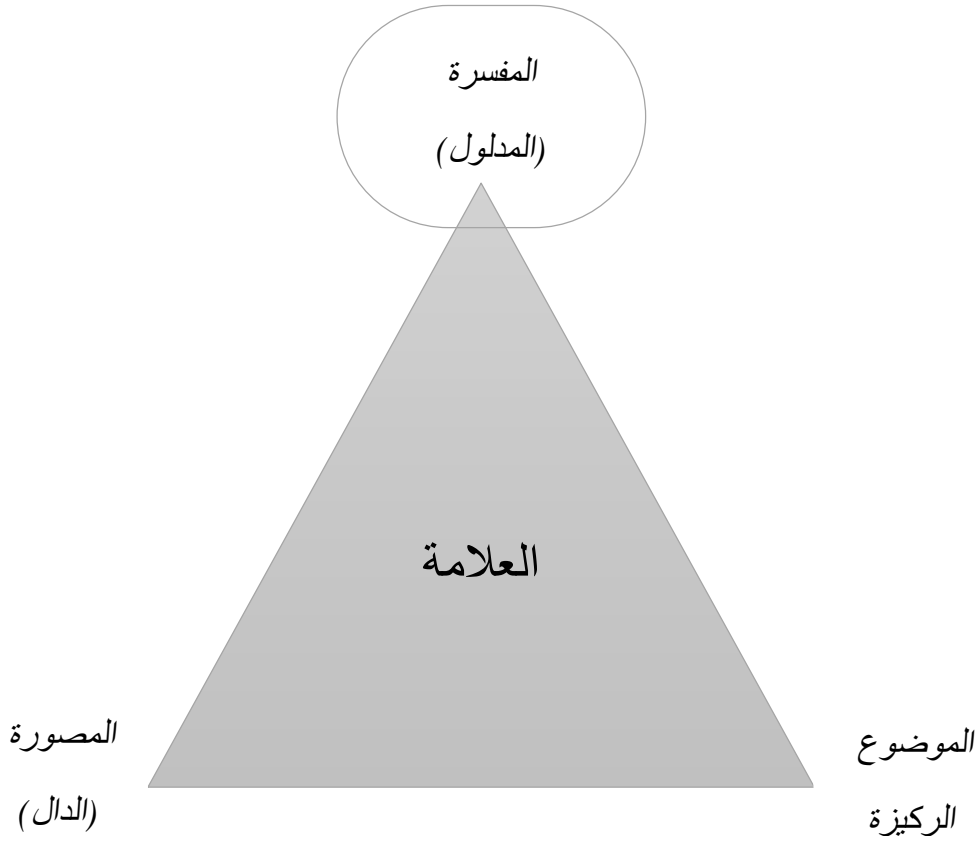 المفسرة
(المدلول)
العلامة
الموضوع
الركيزة
المصورة
(الدال)